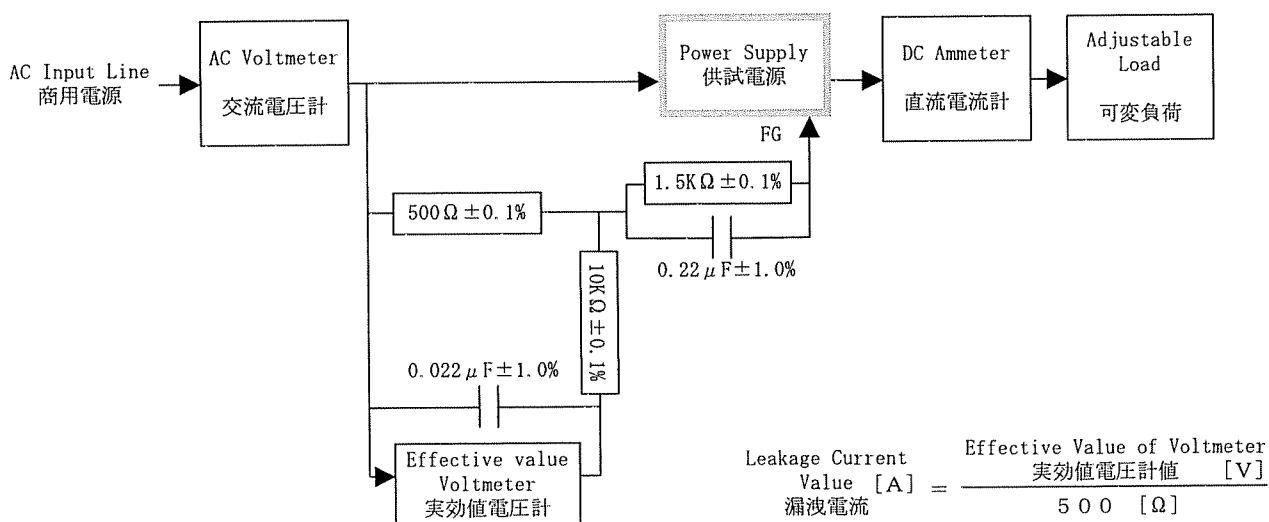 AC Input Line
商用電源
AC Voltmeter
交流電圧計
Power Supply
供試電源
FG
DC Ammeter
直流電流計
Adjustable
Load
可変負荷
500Ω±0.1%
1.5KΩ±0.1%
0.22μF±1.0%
10KΩ±0.1%
0.022μF±1.0%
Effective value
Voltmeter
実効値電圧計
Leakage Current
Value [A]
漏洩電流
=
Effective Value of Voltmeter
実効値電圧計値 [V]
500 [Ω]